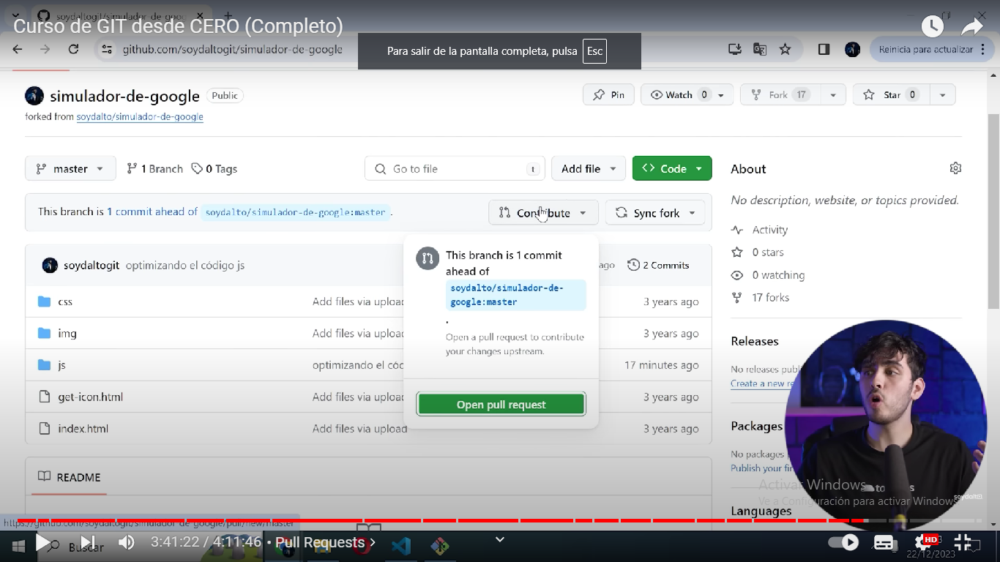 soydaltogit/simulador-de-goog
Curso de GIT desde CERO (Completo)
github.com/soydaltogit/simulador-de-google
Para salir de la pantalla completa, pulsa Esc
Reinicia para actualizar
simulador-de-google Public
Pin
Watch 0
Fork 17
Star 0
forked from soydalto/simulador-de-google
master
1 Branch
0 Tags
Go to file t
Add file
Code
About
This branch is 1 commit ahead of soydalto/simulador-de-google:master .
Contribute
Sync fork
No description, website, or topics provided.
Activity
0 stars
0 watching
17 forks
This branch is 1 commit
ahead of
soydalto/simulador-de-
google:master
.
Open a pull request to contribute
your changes upstream.
Open pull request
soydaltogit optimizando el código js
ago
2 Commits
css Add files via upload 3 years ago
img Add files via upload 3 years ago
js optimizando el cóc 17 minutes ago
get-icon.html Add files via upload 3 years ago
index.html Add files via upload 3 years ago
Releases
No releases publ
Create a new re
Packages
No packages
Publish your fir
Languages
README
Activar Windows
Ve a Configuración para activar Windows.
soydalto
https://github.com/soydaltogit/simulador-de-google/pull/new/master
Buscar
3:41:22 / 4:11:46 • Pull Requests
HD
22/12/2023